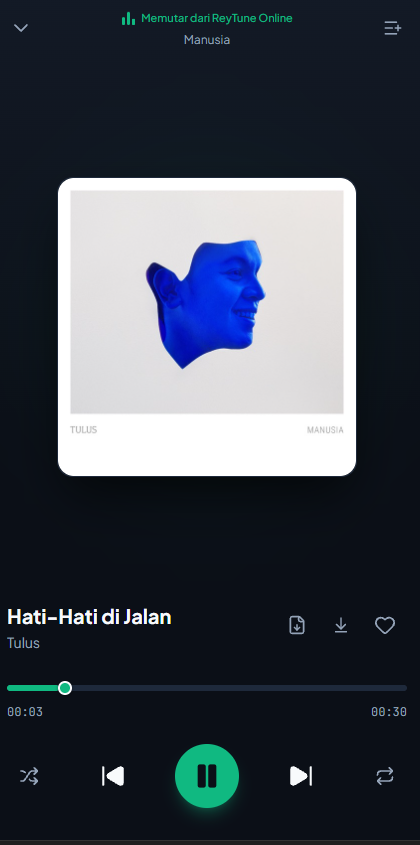 Memutar dari ReyTune Online
Manusia
TULUS
MANUSIA
Hati-Hati di Jalan
Tulus
00:03
00:30